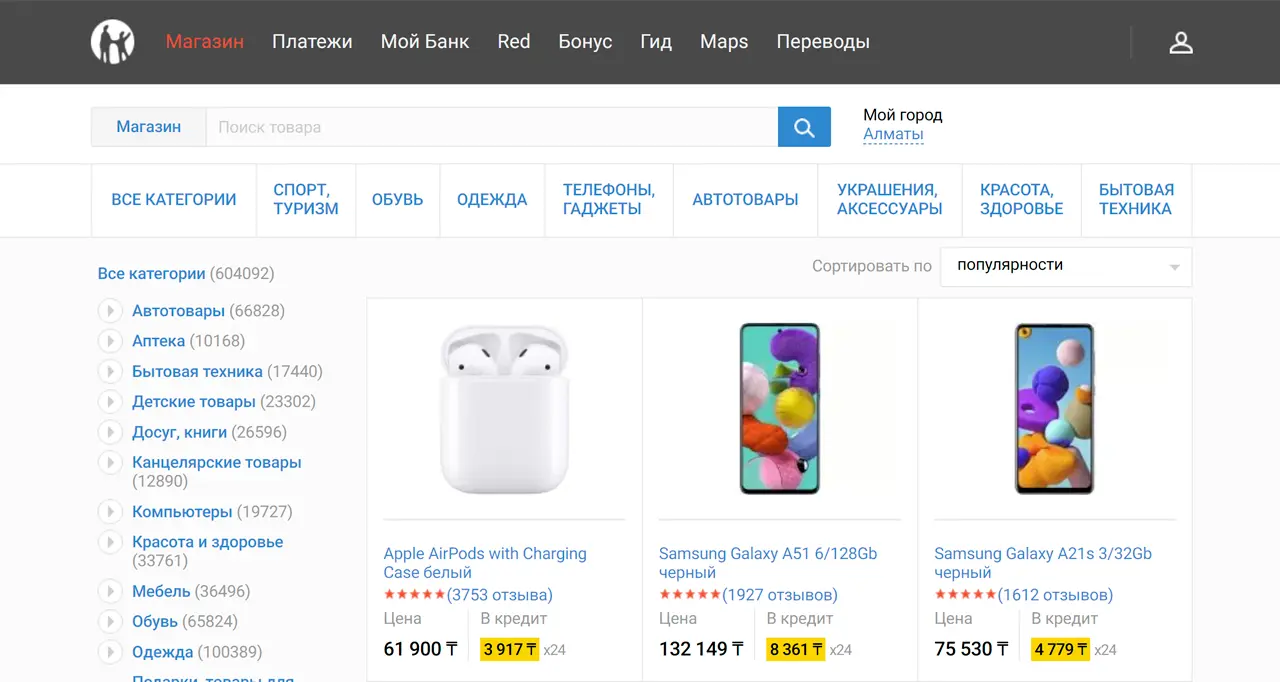 Магазин Платежи Мой Банк Red Бонус Гид Maps Переводы
Магазин Поиск товара
Мой город
Алматы
ВСЕ КАТЕГОРИИ
СПОРТ,
ТУРИЗМ
ОБУВЬ
ОДЕЖДА
ТЕЛЕФОНЫ,
ГАДЖЕТЫ
АВТОТОВАРЫ
УКРАШЕНИЯ,
АКСЕССУАРЫ
КРАСОТА,
ЗДОРОВЬЕ
БЫТОВАЯ
ТЕХНИКА
Сортировать по популярности
Все категории (604092)
Автотовары (66828)
Аптека (10168)
Бытовая техника (17440)
Детские товары (23302)
Досуг, книги (26596)
Канцелярские товары
(12890)
Компьютеры (19727)
Красота и здоровье
(33761)
Мебель (36496)
Обувь (65824)
Одежда (100389)
Подарки, товары для
Apple AirPods with Charging
Case белый
(3753 отзыва)
Цена В кредит
61 900 ₸ 3 917 ₸ x24
Samsung Galaxy A51 6/128Gb
черный
(1927 отзывов)
Цена В кредит
132 149 ₸ 8 361 ₸ x24
Samsung Galaxy A21s 3/32Gb
черный
(1612 отзывов)
Цена В кредит
75 530 ₸ 4 779 ₸ x24